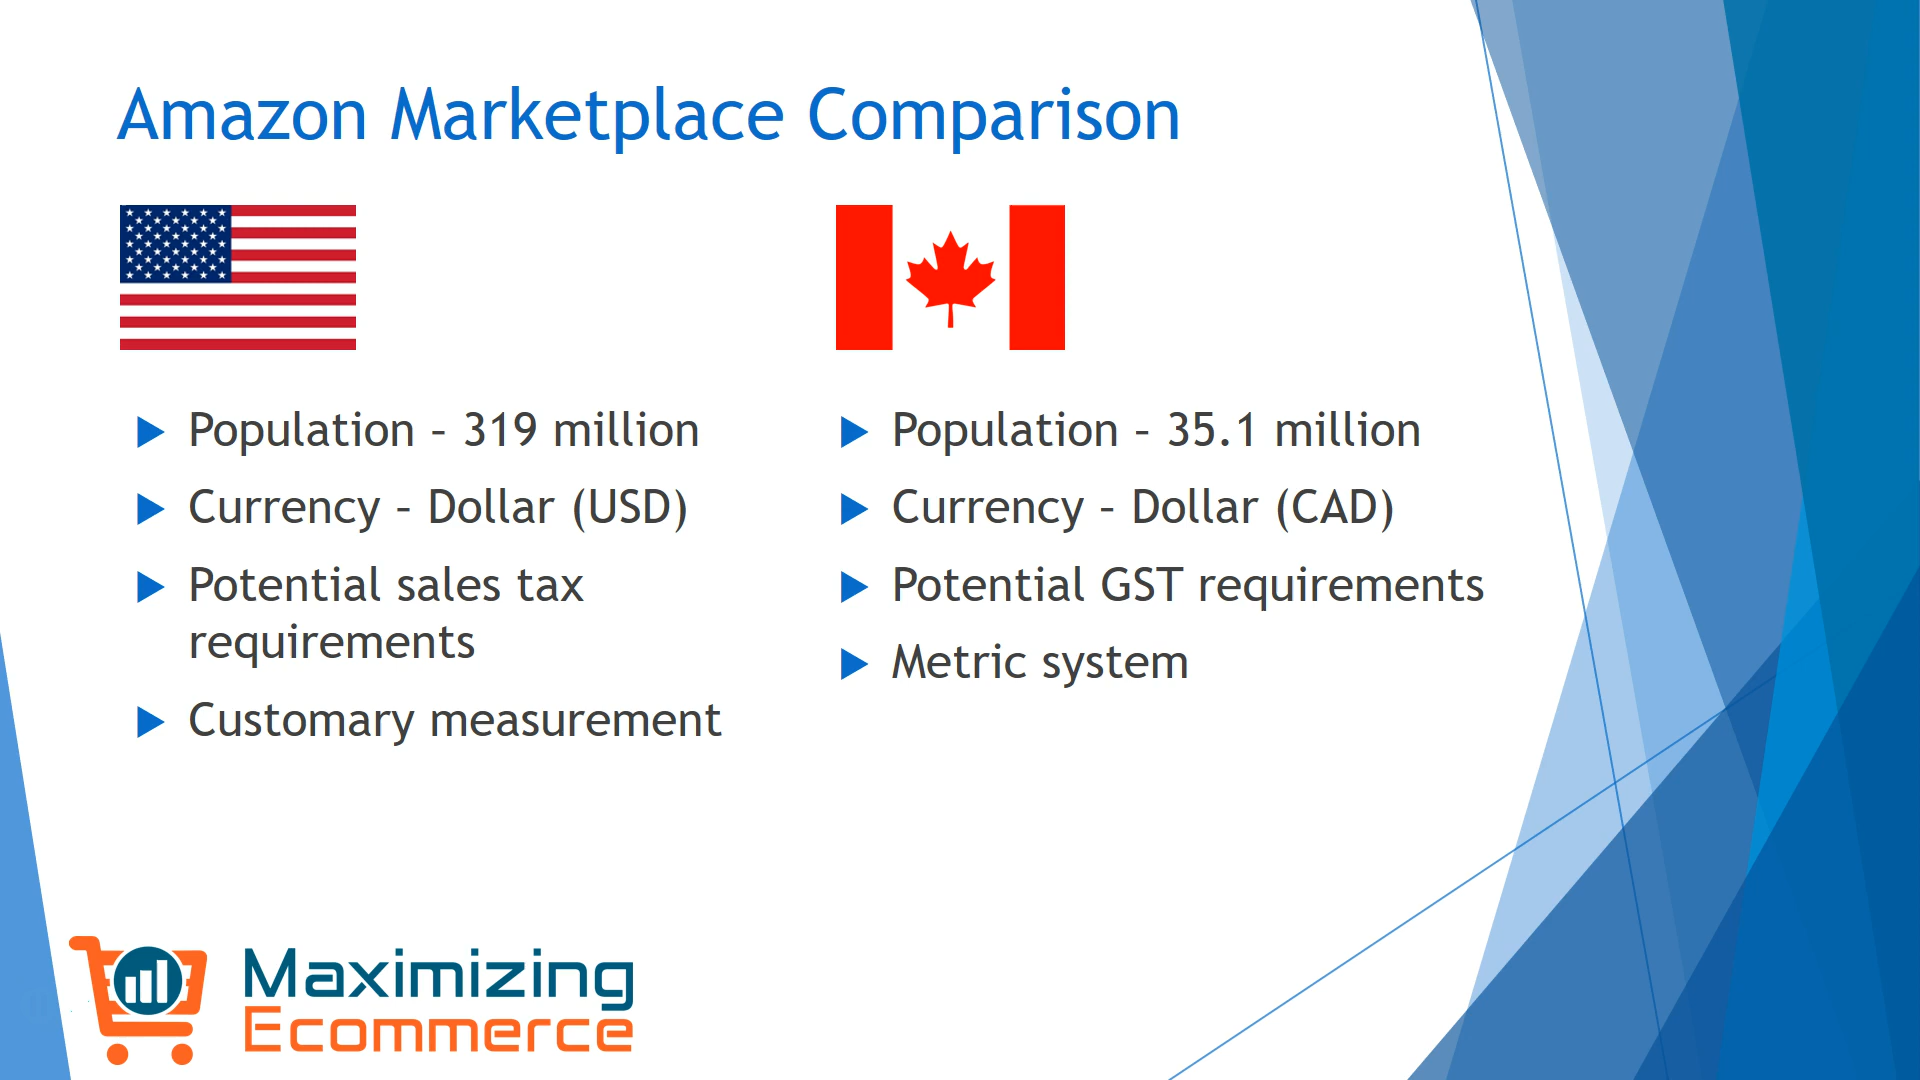 Amazon Marketplace Comparison
Population – 319 million
Currency – Dollar (USD)
Potential sales tax
requirements
Customary measurement
Population – 35.1 million
Currency – Dollar (CAD)
Potential GST requirements
Metric system
Maximizing
Ecommerce